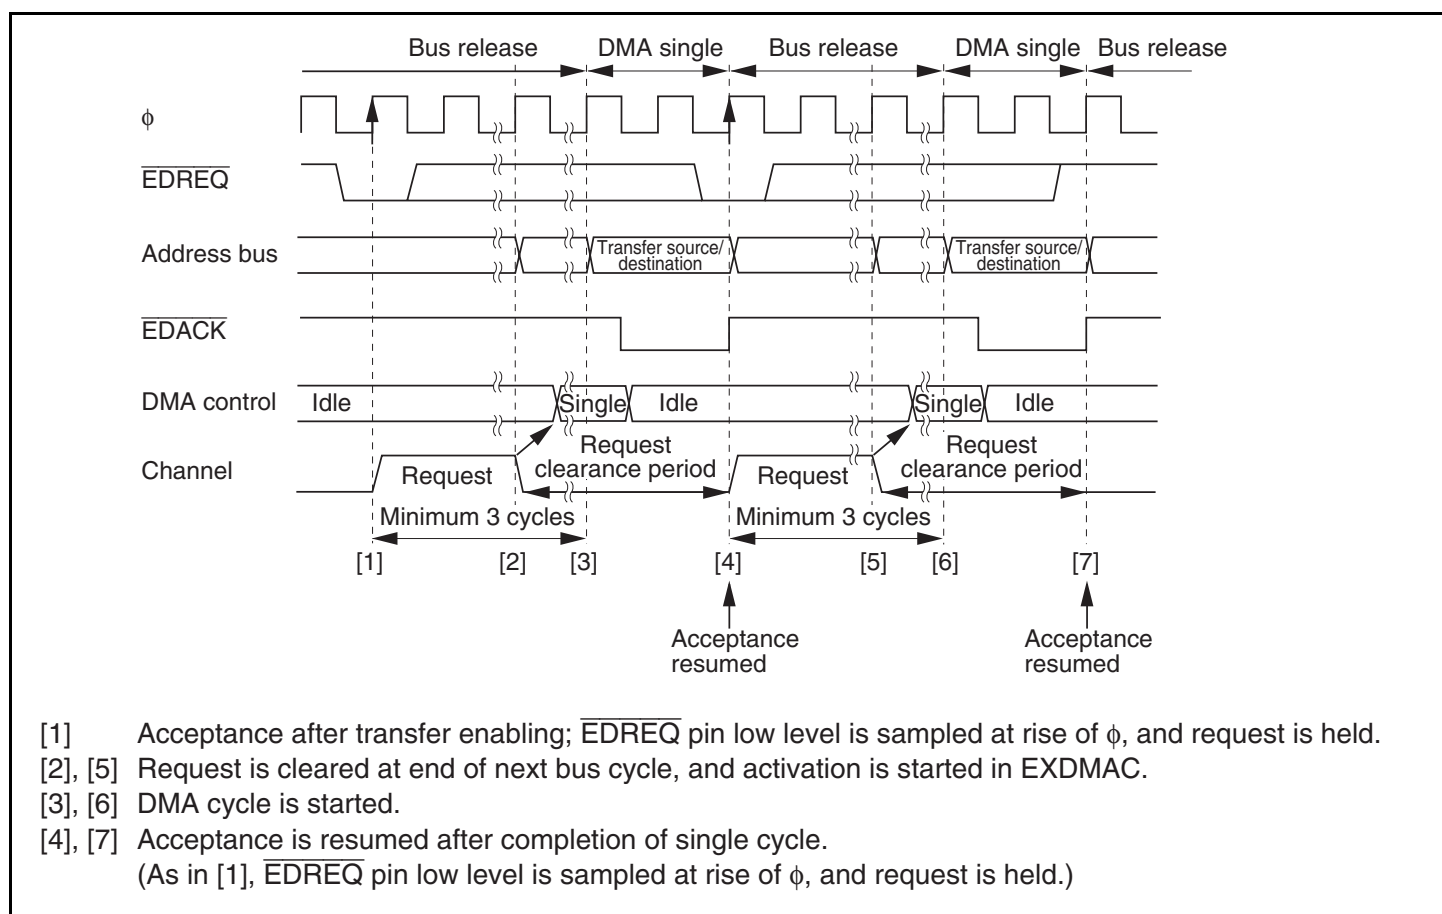 Bus release DMA single Bus release DMA single Bus release
ϕ
EDREQ
Address bus Transfer source/ destination Transfer source/ destination
EDACK
DMA control Idle Single Idle Single Idle
Channel Request Request clearance period Request Request clearance period
Minimum 3 cycles Minimum 3 cycles
[1] [2] [3] [4] [5] [6] [7]
Acceptance resumed Acceptance resumed
[1] Acceptance after transfer enabling; EDREQ pin low level is sampled at rise of ϕ, and request is held.
[2], [5] Request is cleared at end of next bus cycle, and activation is started in EXDMAC.
[3], [6] DMA cycle is started.
[4], [7] Acceptance is resumed after completion of single cycle.
(As in [1], EDREQ pin low level is sampled at rise of ϕ, and request is held.)